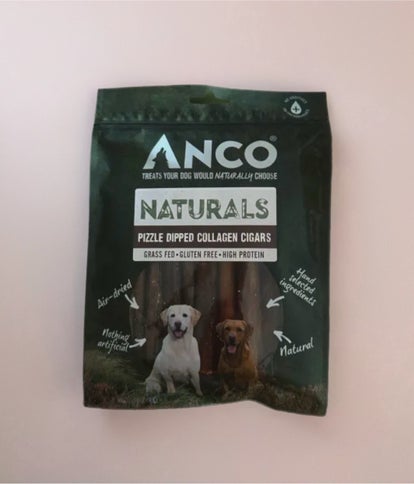 ANCO®
TREATS YOUR DOG WOULD NATURALLY CHOOSE
NATURALS
PIZZLE DIPPED COLLAGEN CIGARS
GRASS FED • GLUTEN FREE • HIGH PROTEIN
Air-dried
Hand
selected
ingredients
Nothing
artificial
Natural